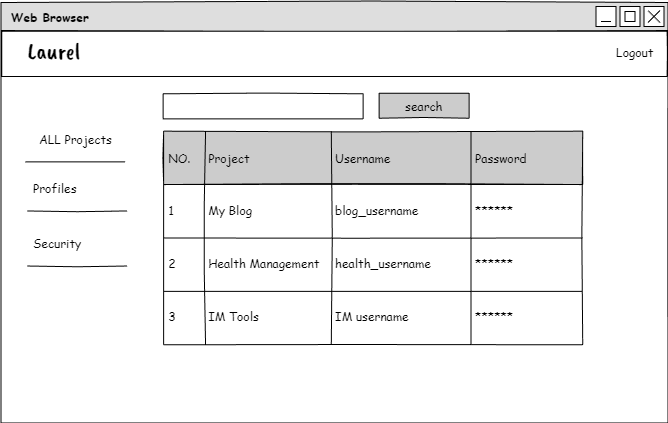 Web Browser
Laurel
Logout
search
ALL Projects
Profiles
Security
NO. Project Username Password
1 My Blog blog_username ******
2 Health Management health_username ******
3 IM Tools IM username ******